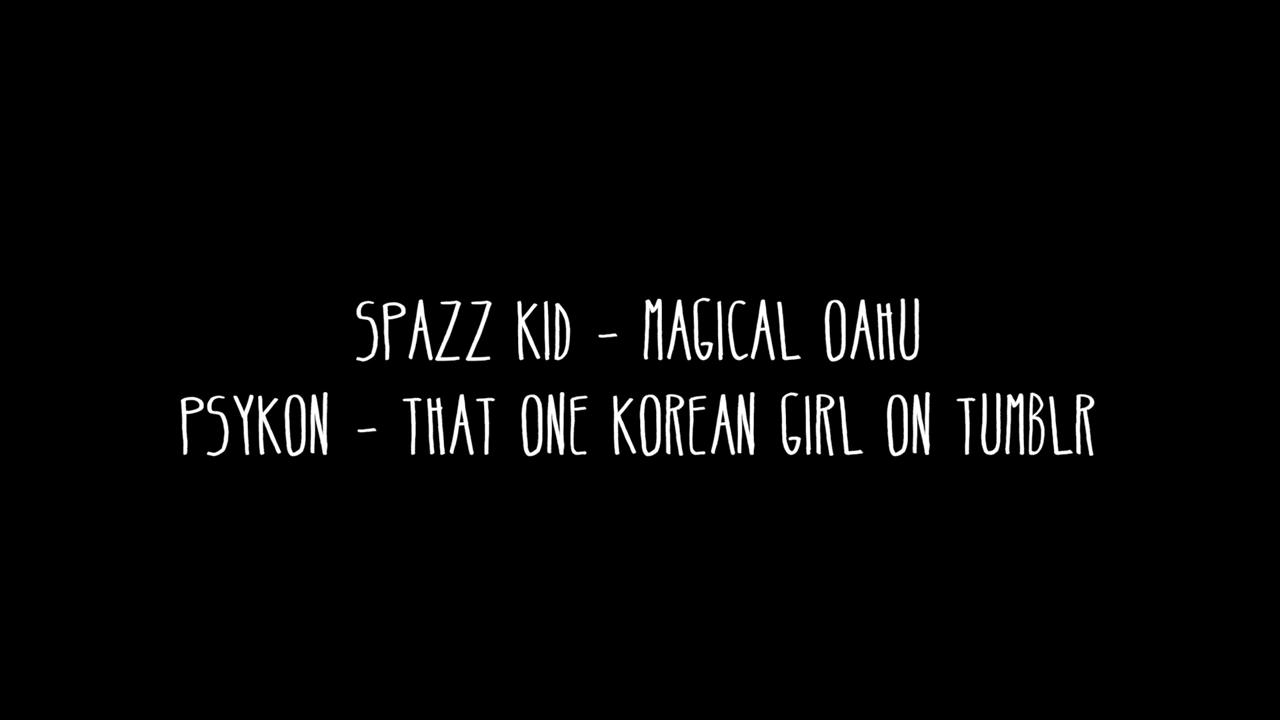 SPAZZ KID - MAGICAL OAHU
PSYKON - THAT ONE KOREAN GIRL ON TUMBLR